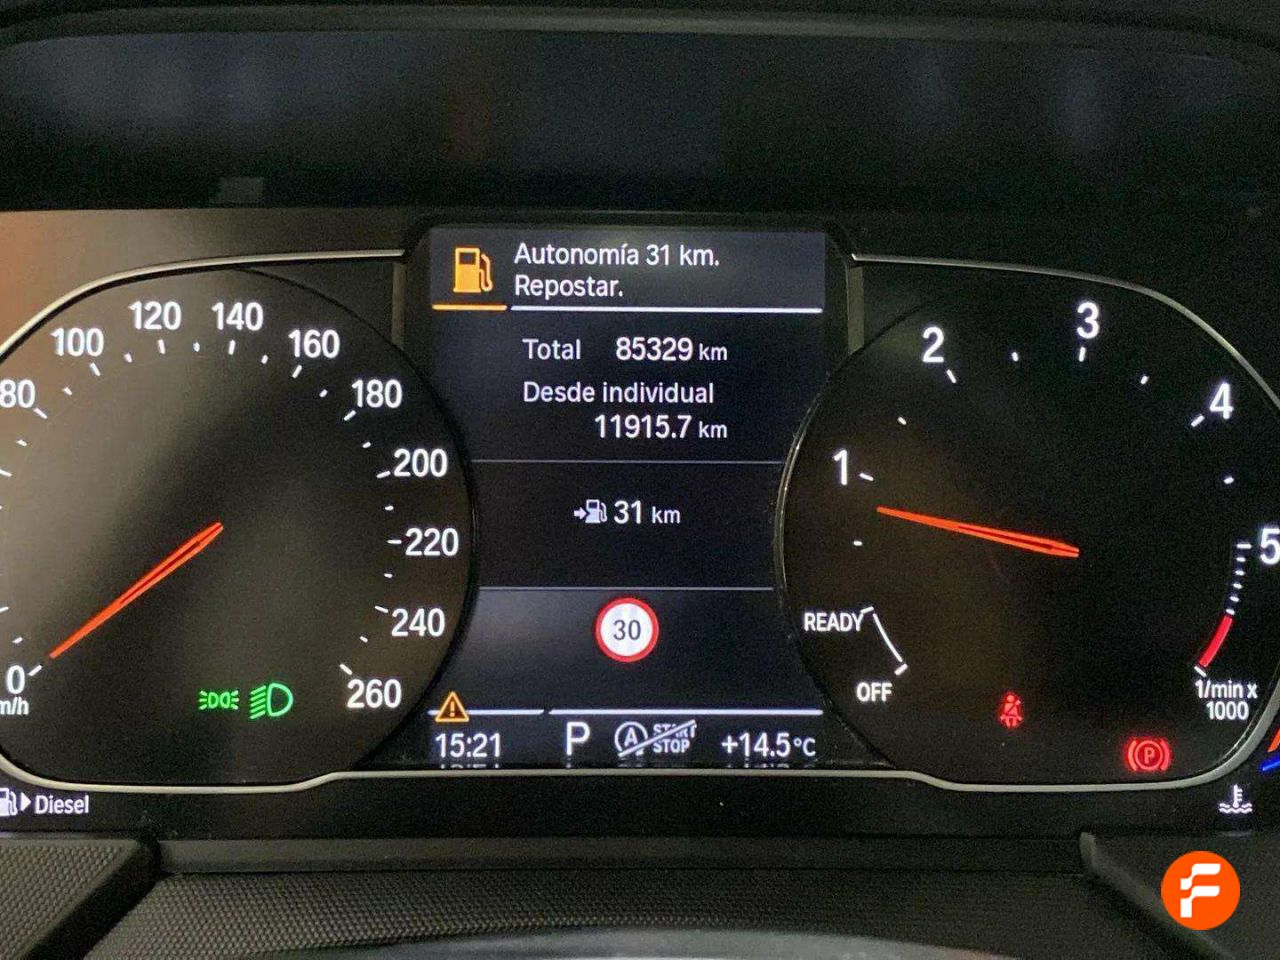 Autonomía 31 km.
Repostar.
Total 85329 km
Desde individual
11915.7 km
31 km
30
15:21 P A START STOP +14.5°C
0 80 100 120 140 160 180 200 220 240 260
m/h
1 2 3 4 5
READY
OFF
1/min x
1000
P
Diesel
F